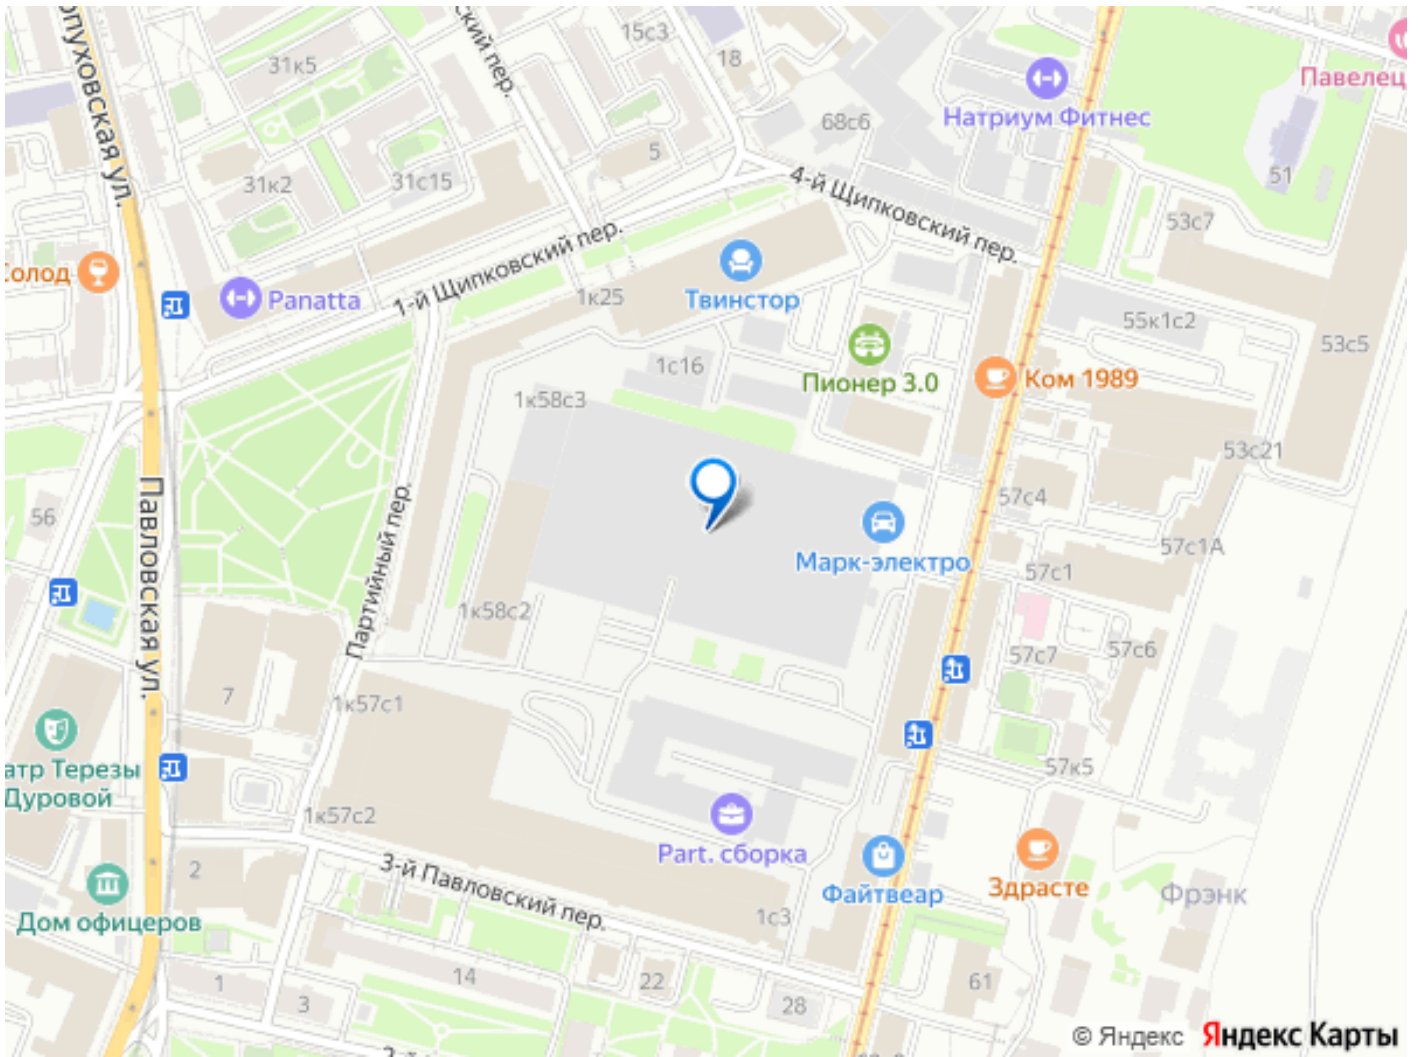 15с3
18
31к5
Павелец
Натриум Фитнес
68с6
5
31к2
31с15
51
4-й Щипковский пер.
53с7
1-й Щипковский пер.
Солод
Panatta
1к25
Твинстор
55к1с2
53с5
1с16
Пионер 3.0
Ком 1989
1к58с3
53с21
Павловская ул.
56
Партийный пер.
57с4
57с1А
Марк-электро
57с1
1к58с2
57с7
57с6
7
1к57с1
атр Терезы
Дуровой
57к5
1к57с2
Part. сборка
3-й Павловский пер.
2
Файтвеар
Здрасте
Фрэнк
Дом офицеров
1с3
14
22
61
1
3
28
© Яндекс Яндекс Карты